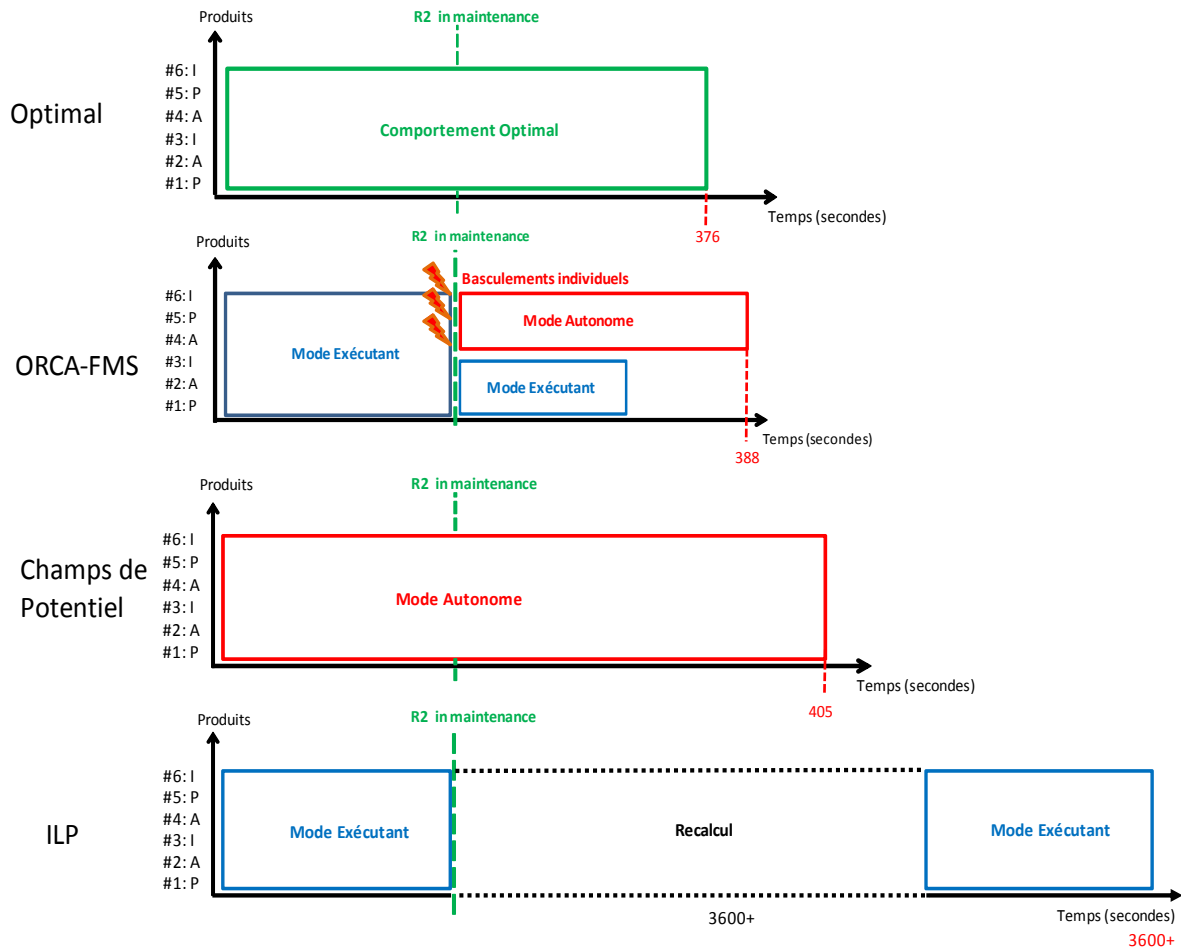 Produits
R2 in maintenance
Optimal
#6: I
#5: P
#4: A
#3: I
#2: A
#1: P
Comportement Optimal
Temps (secondes)
376
Produits
R2 in maintenance
ORCA-FMS
#6: I
#5: P
#4: A
#3: I
#2: A
#1: P
Basculements individuels
Mode Exécutant
Mode Autonome
Mode Exécutant
Temps (secondes)
388
Produits
R2 in maintenance
Champs de
Potentiel
#6: I
#5: P
#4: A
#3: I
#2: A
#1: P
Mode Autonome
Temps (secondes)
405
Produits
R2 in maintenance
ILP
#6: I
#5: P
#4: A
#3: I
#2: A
#1: P
Mode Exécutant
Recalcul
Mode Exécutant
3600+
Temps (secondes)
3600+